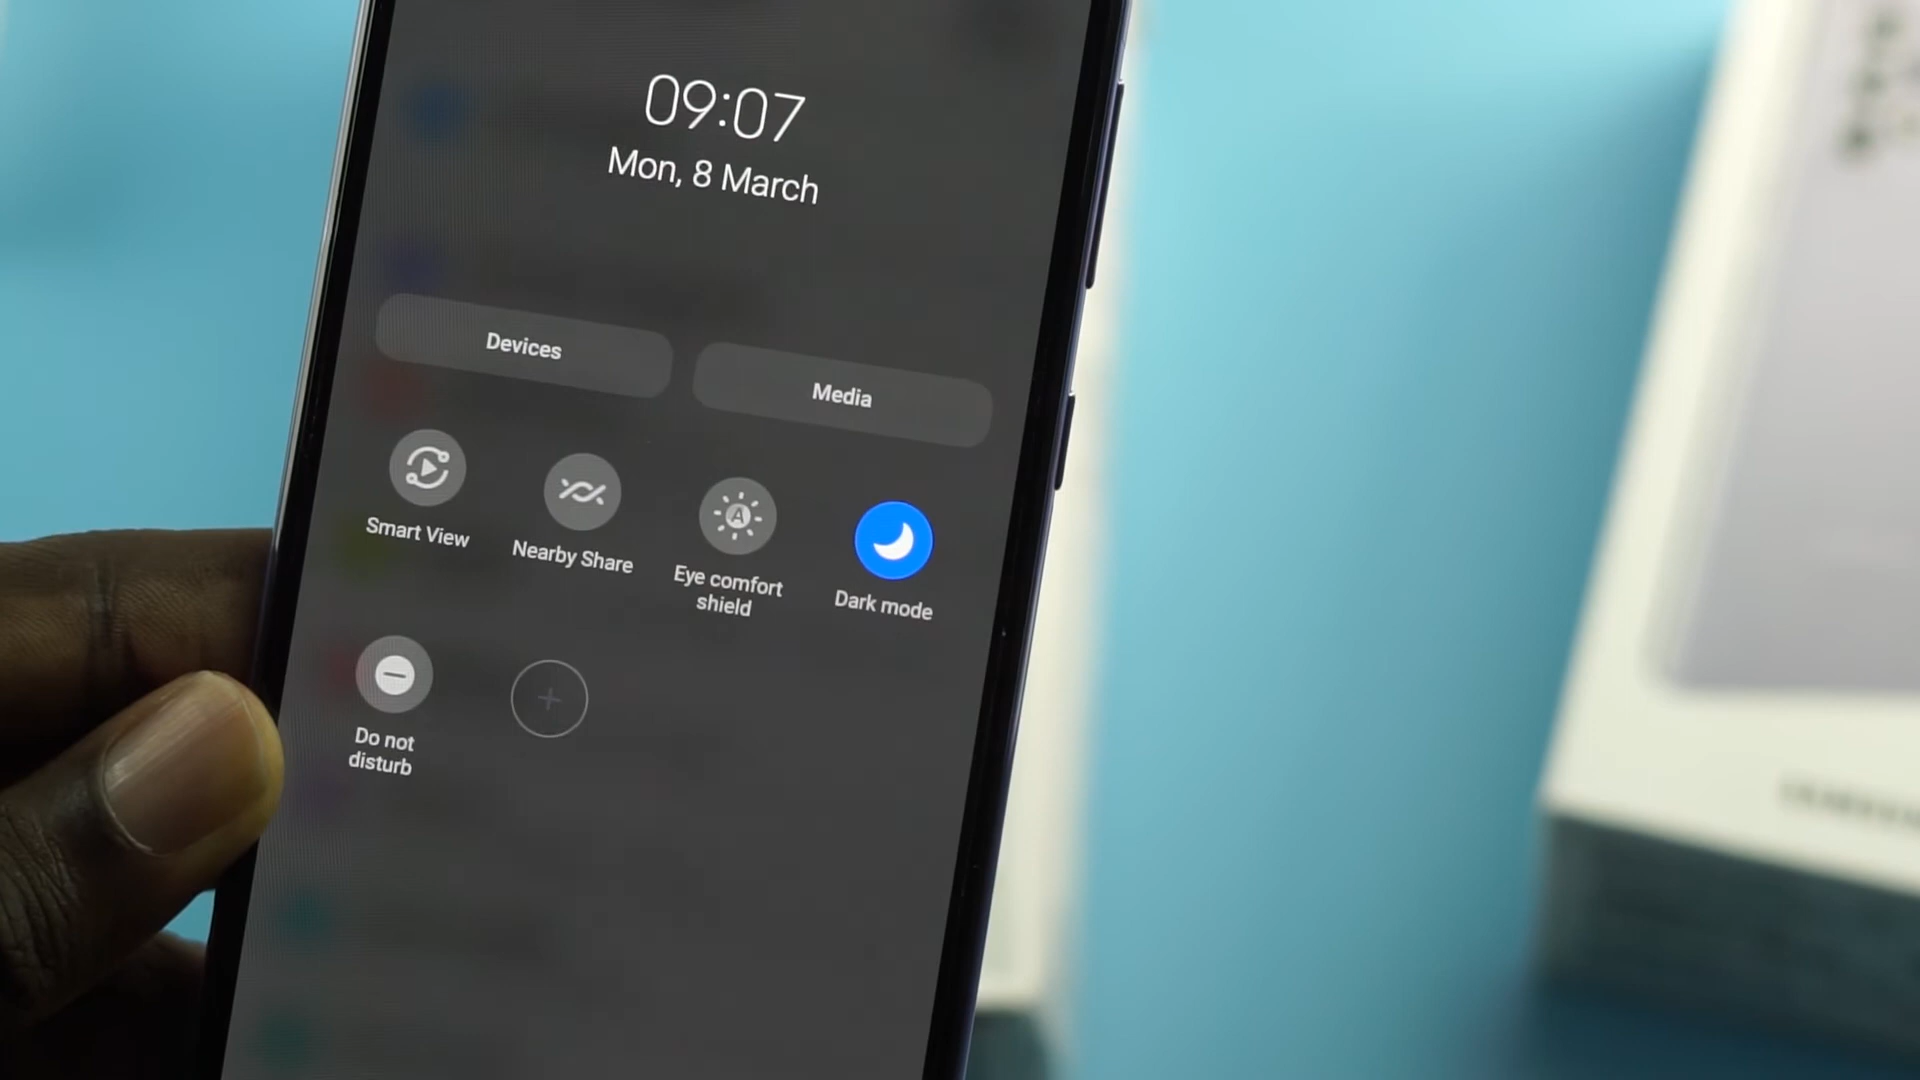 09:07
Mon, 8 March
Devices
Media
Smart View
Nearby Share
Eye comfort
shield
Dark mode
Do not
disturb